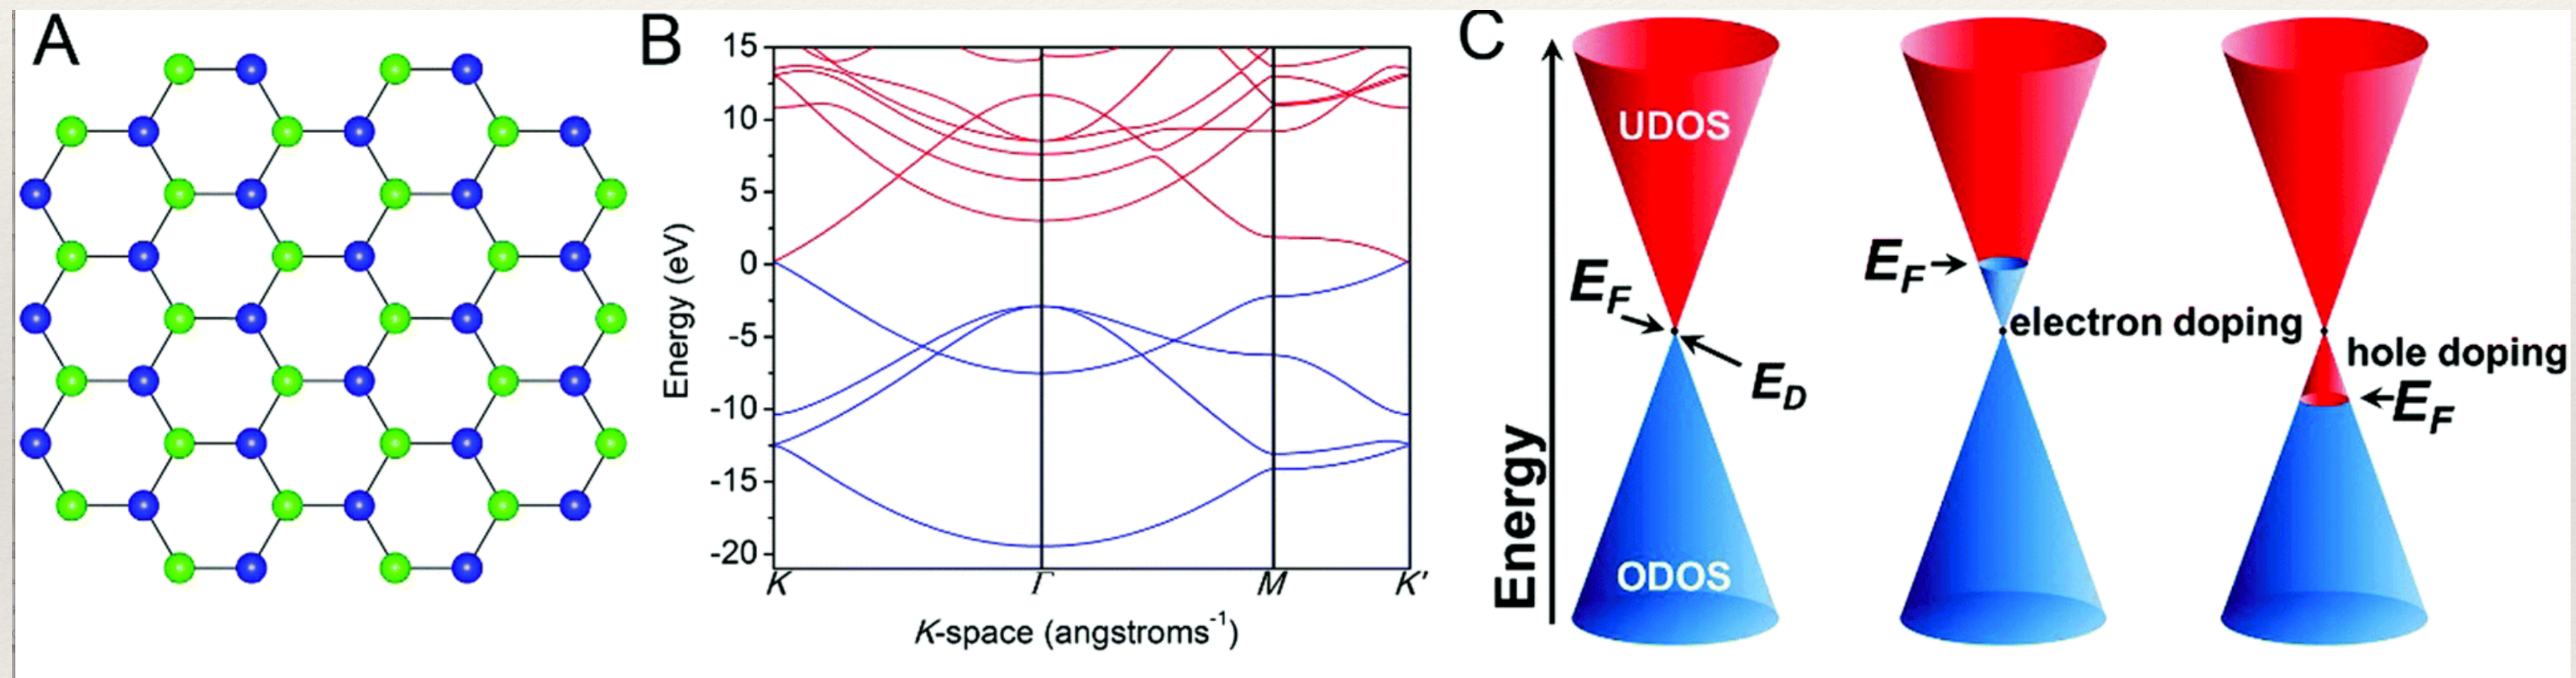 A
B
15
10
5
0
-5
-10
-15
-20
Energy (eV)
K
Γ
M
K'
K-space (angstroms⁻¹)
C
Energy
UDOS
ODOS
E_F
E_D
E_F
electron doping
hole doping
E_F